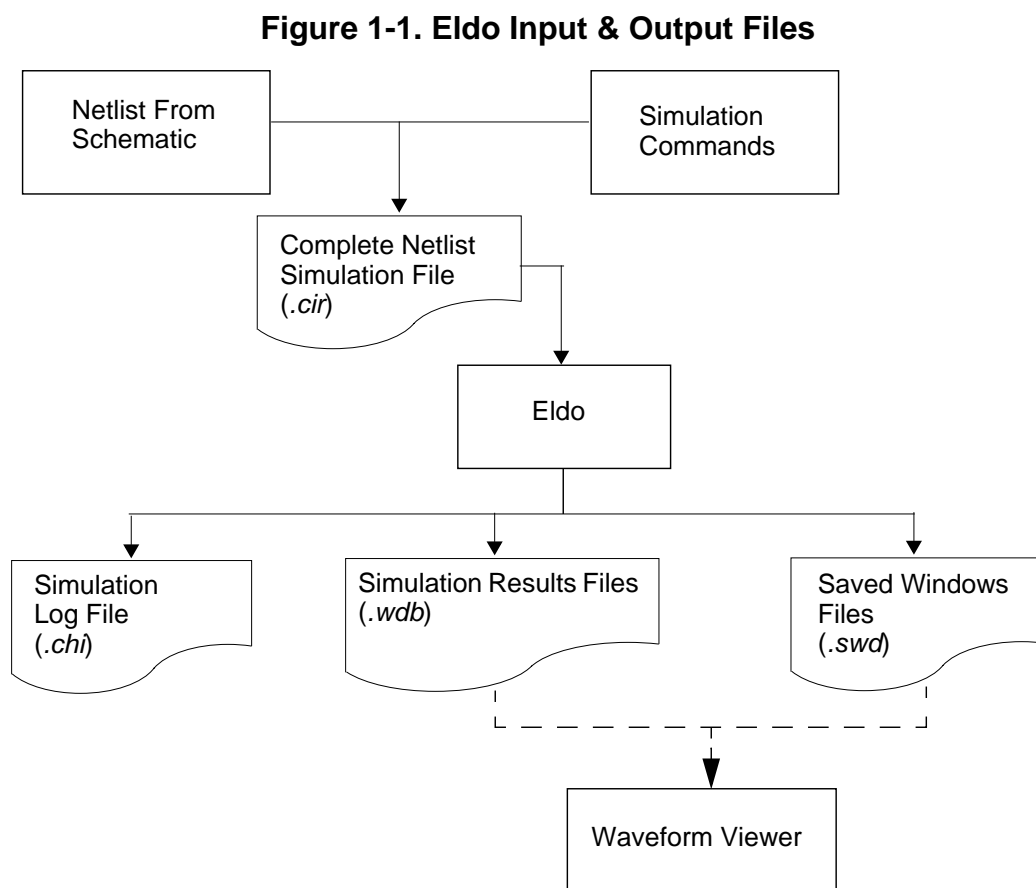 Figure 1-1. Eldo Input & Output Files
Netlist From
Schematic
Simulation
Commands
Complete Netlist
Simulation File
(.cir)
Eldo
Simulation
Log File
(.chi)
Simulation Results Files
(.wdb)
Saved Windows
Files
(.swd)
Waveform Viewer